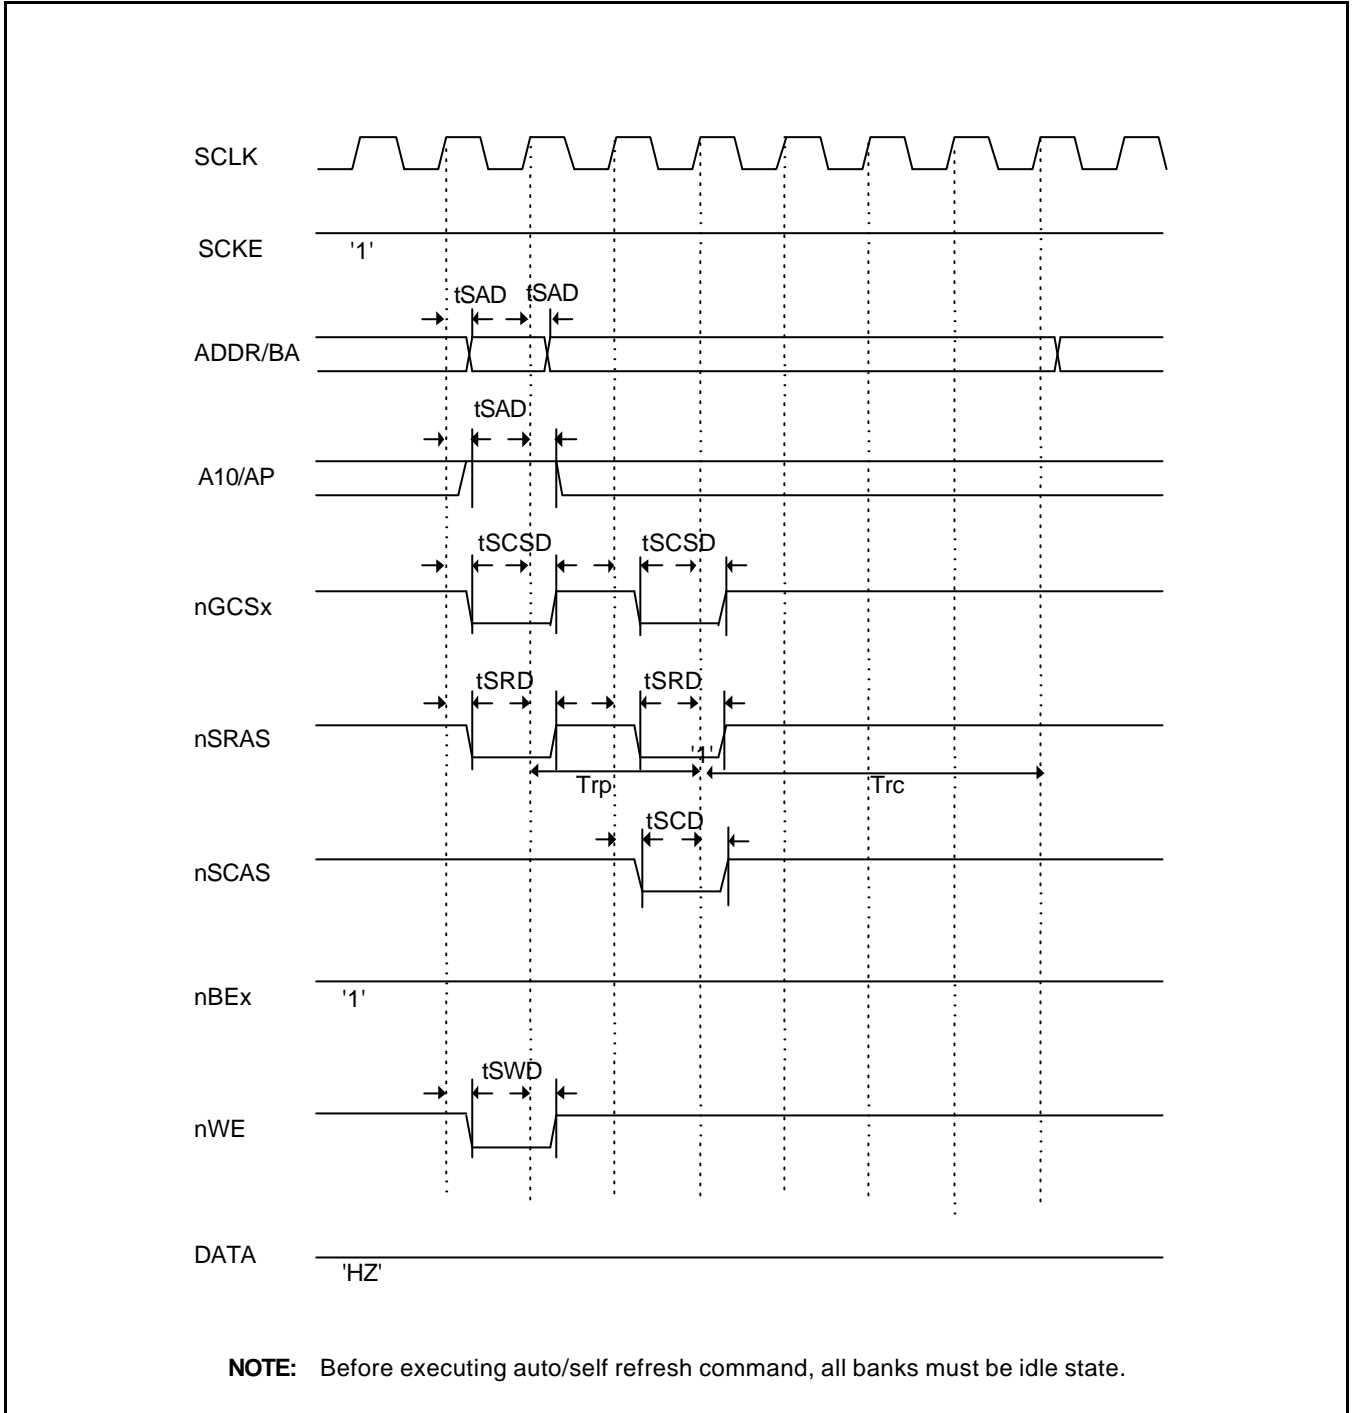 SCLK
SCKE
'1'
tSAD tSAD
ADDR/BA
tSAD
A10/AP
tSCSD tSCSD
nGCSx
tSRD tSRD
nSRAS
'1'
Trp Trc
tSCD
nSCAS
nBEx
'1'
tSWD
nWE
DATA
'HZ'
NOTE: Before executing auto/self refresh command, all banks must be idle state.